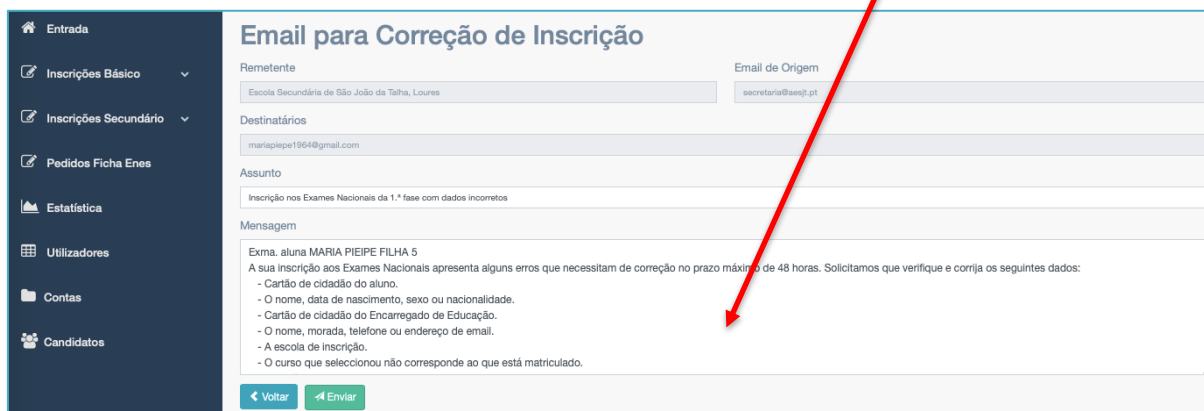 Entrada
Inscrições Básico
Inscrições Secundário
Pedidos Ficha Enes
Estatística
Utilizadores
Contas
Candidatos
Email para Correção de Inscrição
Remetente
Escola Secundária de São João da Talha, Loures
Email de Origem
secretaria@aesjt.pt
Destinatários
mariapiepe1964@gmail.com
Assunto
Inscrição nos Exames Nacionais da 1.ª fase com dados incorretos
Mensagem
Exma. aluna MARIA PIEIPE FILHA 5
A sua inscrição aos Exames Nacionais apresenta alguns erros que necessitam de correção no prazo máximo de 48 horas. Solicitamos que verifique e corrija os seguintes dados:
- Cartão de cidadão do aluno.
- O nome, data de nascimento, sexo ou nacionalidade.
- Cartão de cidadão do Encarregado de Educação.
- O nome, morada, telefone ou endereço de email.
- A escola de inscrição.
- O curso que seleccionou não corresponde ao que está matriculado.
Voltar
Enviar